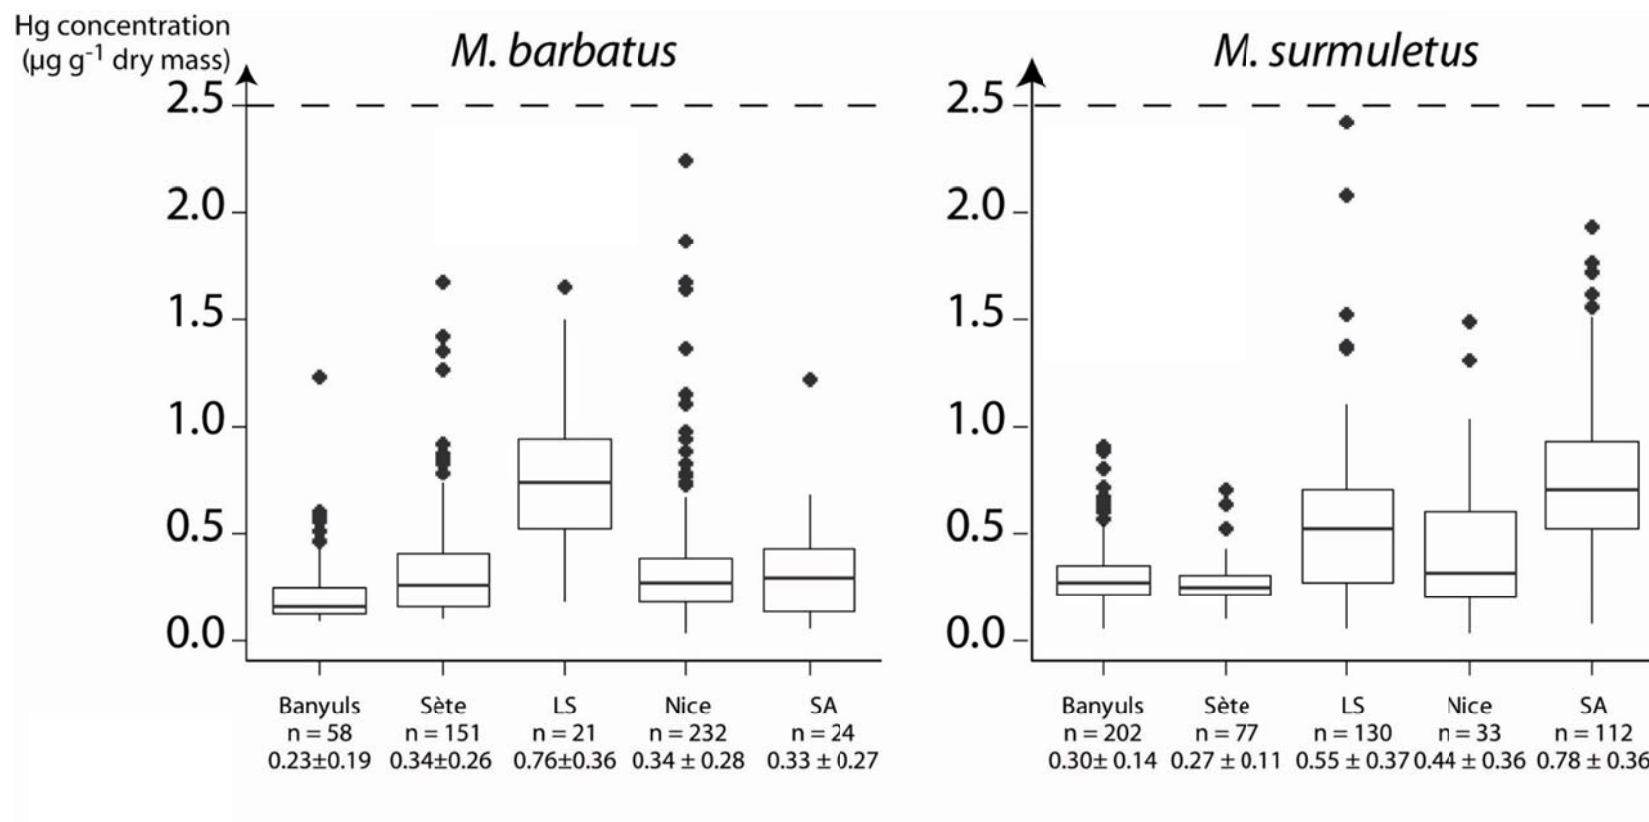 Hg concentration
(µg g-1 dry mass)
M. barbatus
2.5
2.0
1.5
1.0
0.5
0.0
Banyuls Sète LS Nice SA
n = 58 n = 151 n = 21 n = 232 n = 24
0.23±0.19 0.34±0.26 0.76±0.36 0.34 ± 0.28 0.33 ± 0.27
M. surmuletus
2.5
2.0
1.5
1.0
0.5
0.0
Banyuls Sète LS Nice SA
n = 202 n = 77 n = 130 n = 33 n = 112
0.30± 0.14 0.27 ± 0.11 0.55 ± 0.37 0.44 ± 0.36 0.78 ± 0.36